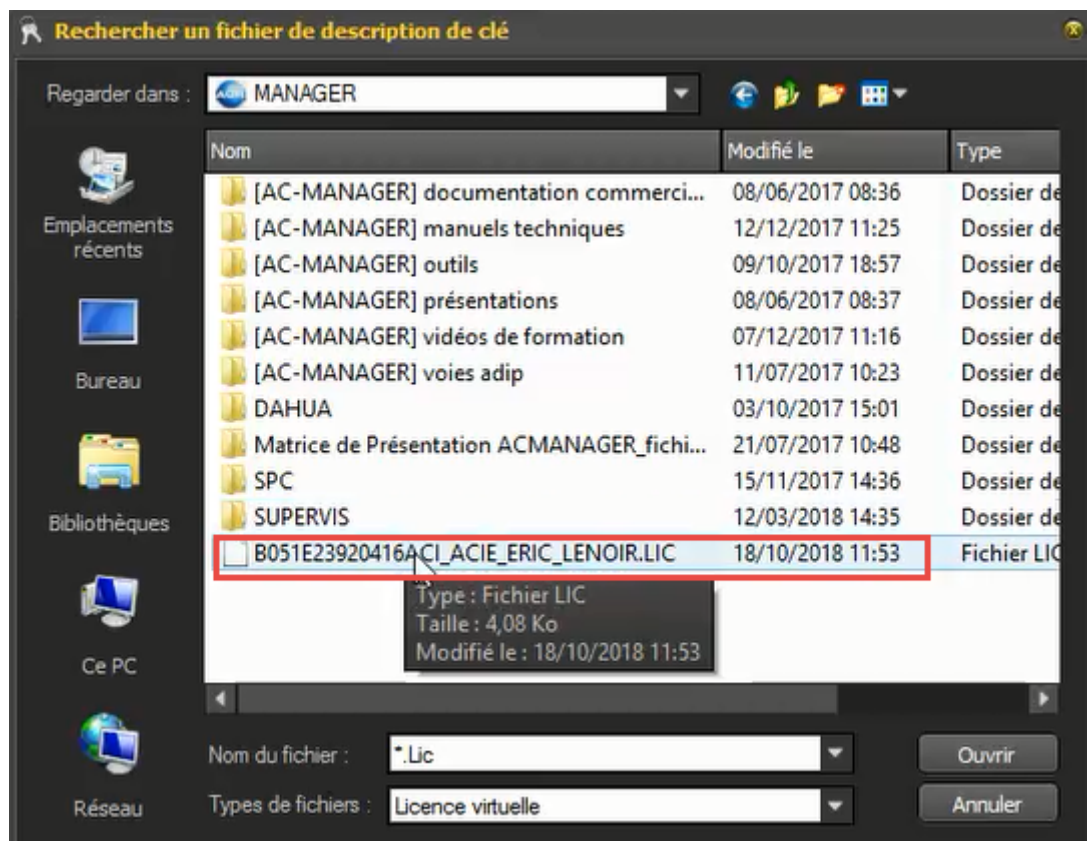 Rechercher un fichier de description de clé
Regarder dans : MANAGER
Nom Modifié le Type
[AC-MANAGER] documentation commerci... 08/06/2017 08:36 Dossier de
[AC-MANAGER] manuels techniques 12/12/2017 11:25 Dossier de
[AC-MANAGER] outils 09/10/2017 18:57 Dossier de
[AC-MANAGER] présentations 08/06/2017 08:37 Dossier de
[AC-MANAGER] vidéos de formation 07/12/2017 11:16 Dossier de
[AC-MANAGER] voies adip 11/07/2017 10:23 Dossier de
DAHUA 03/10/2017 15:01 Dossier de
Matrice de Présentation ACMANAGER_fichi... 21/07/2017 10:48 Dossier de
SPC 15/11/2017 14:36 Dossier de
SUPERVIS 12/03/2018 14:35 Dossier de
B051E23920416ACI_ACIE_ERIC_LENOIR.LIC 18/10/2018 11:53 Fichier LIC
Type : Fichier LIC
Taille : 4,08 Ko
Modifié le : 18/10/2018 11:53
Emplacements
récents
Bureau
Bibliothèques
Ce PC
Réseau
Nom du fichier : *.Lic Ouvrir
Types de fichiers : Licence virtuelle Annuler